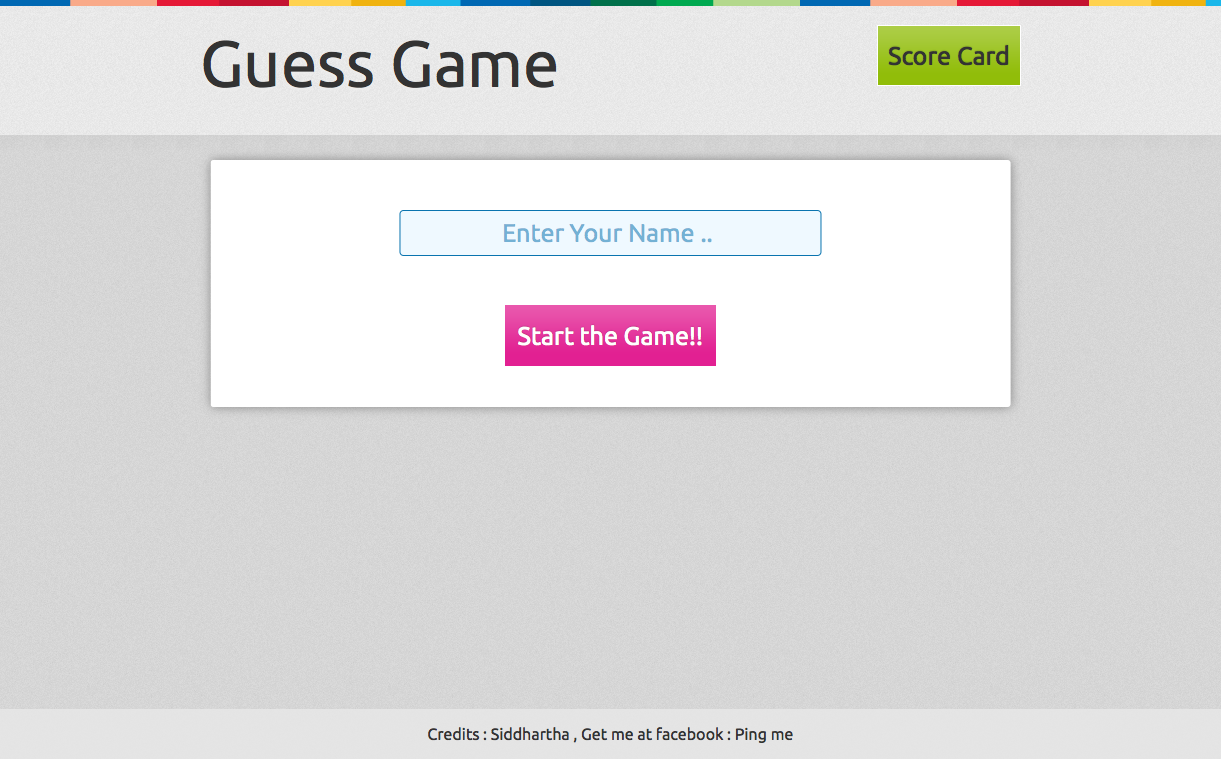 Guess Game
Score Card
Enter Your Name ..
Start the Game!!
Credits : Siddhartha , Get me at facebook : Ping me